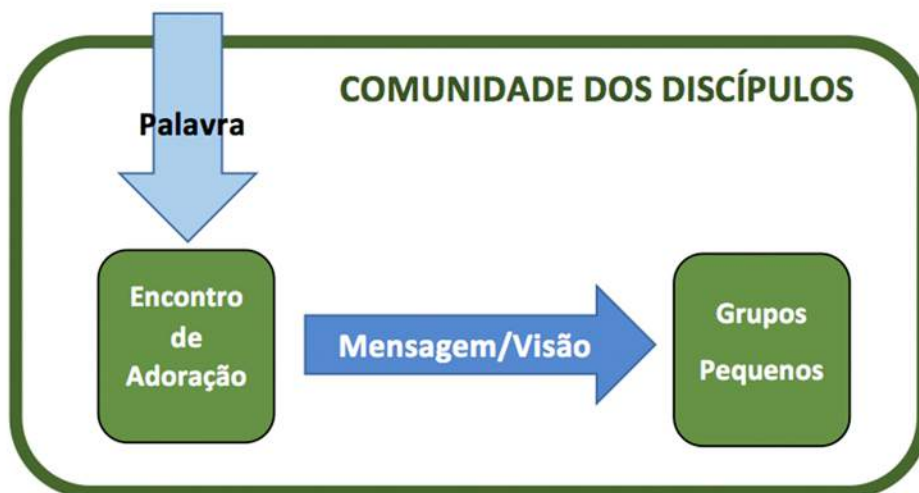 COMUNIDADE DOS DISCÍPULOS
Palavra
Encontro
de
Adoração
Mensagem/Visão
Grupos
Pequenos